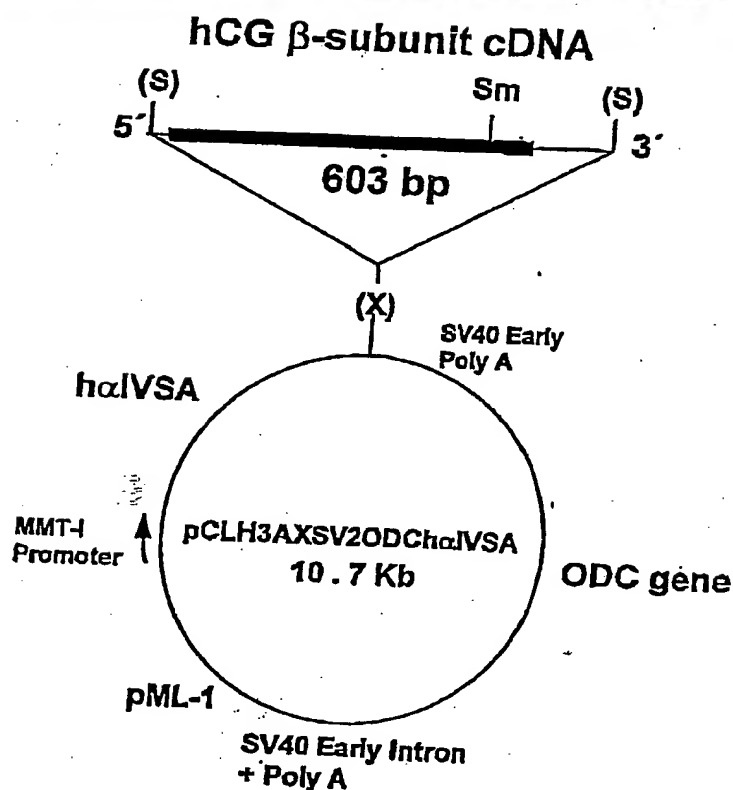 hCG β-subunit cDNA
(S)
Sm
(S)
5´
3´
603 bp
(X)
SV40 Early
Poly A
hαIVSA
MMT-I
Promoter
pCLH3AXSV2ODChαIVSA
10.7 Kb
ODC gene
pML-1
SV40 Early Intron
+ Poly A